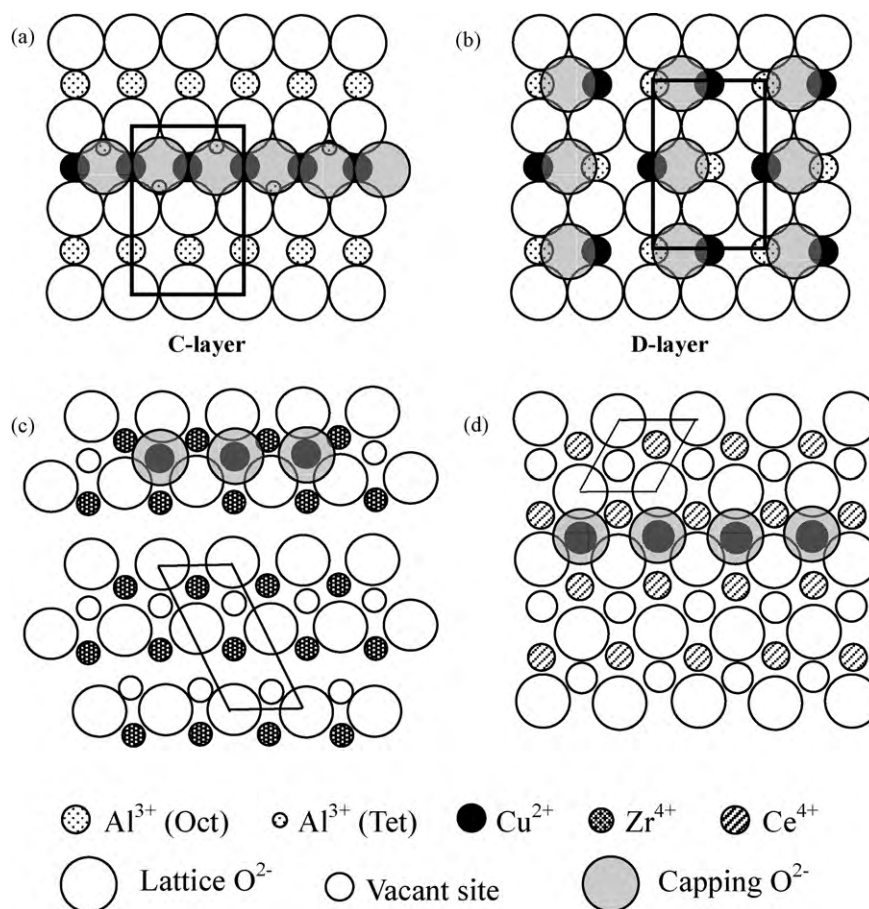 (a)
(b)
C-layer
D-layer
(c)
(d)
Al³⁺ (Oct)
Al³⁺ (Tet)
Cu²⁺
Zr⁴⁺
Ce⁴⁺
Lattice O²⁻
Vacant site
Capping O²⁻